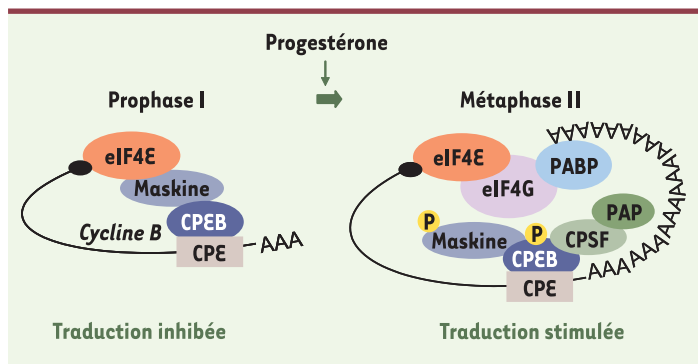 Progestérone
Prophase I
Métaphase II
eIF4E
Maskine
CPEB
Cycline B
CPE
AAA
Traduction inhibée
eIF4E
eIF4G
PABP
AAAAAAAAAAAAAAAAAAAAAAAA
PAP
P
Maskine
P
CPSF
CPEB
CPE
Traduction stimulée